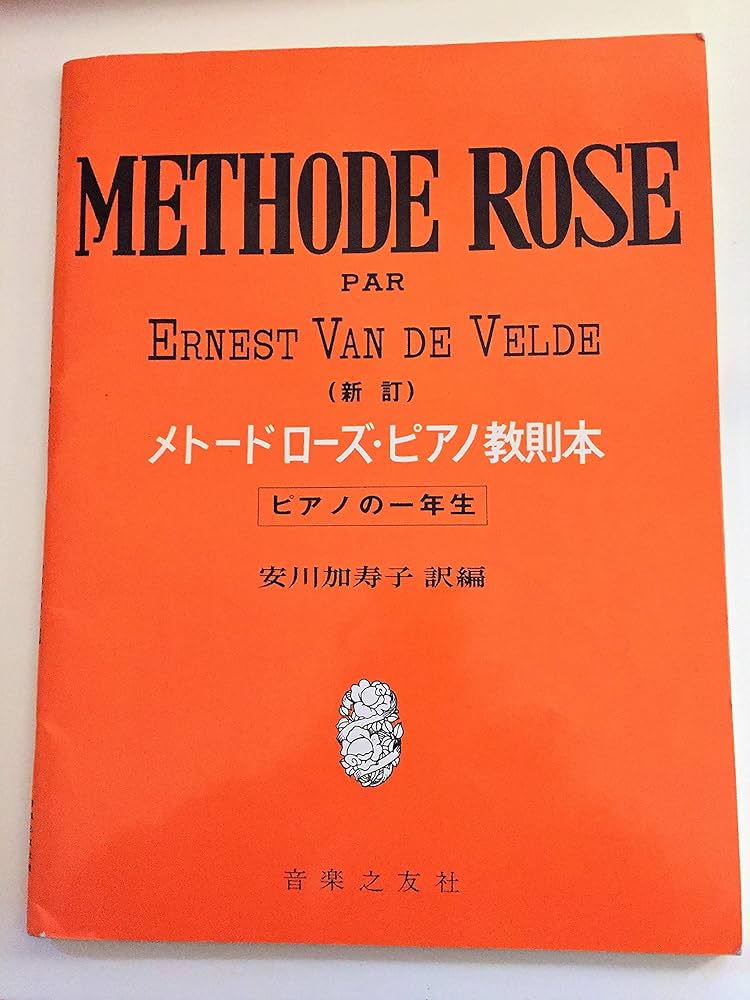 METHODE ROSE
PAR
ERNEST VAN DE VELDE
(新訂)
メトードローズ・ピアノ教則本
ピアノの一年生
安川加寿子 訳編
音楽之友社